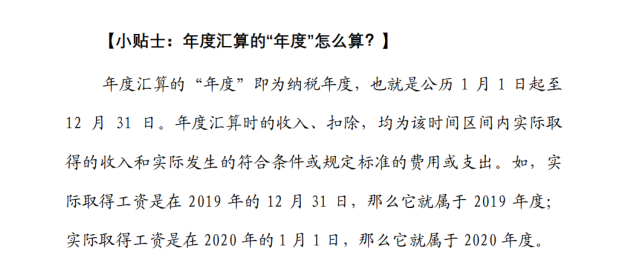 【小贴士：年度汇算的“年度”怎么算？】
年度汇算的“年度”即为纳税年度，也就是公历 1 月 1 日起至
12 月 31 日。年度汇算时的收入、扣除，均为该时间区间内实际取
得的收入和实际发生的符合条件或规定标准的费用或支出。如，实
际取得工资是在 2019 年的 12 月 31 日，那么它就属于 2019 年度；
实际取得工资是在 2020 年的 1 月 1 日，那么它就属于 2020 年度。